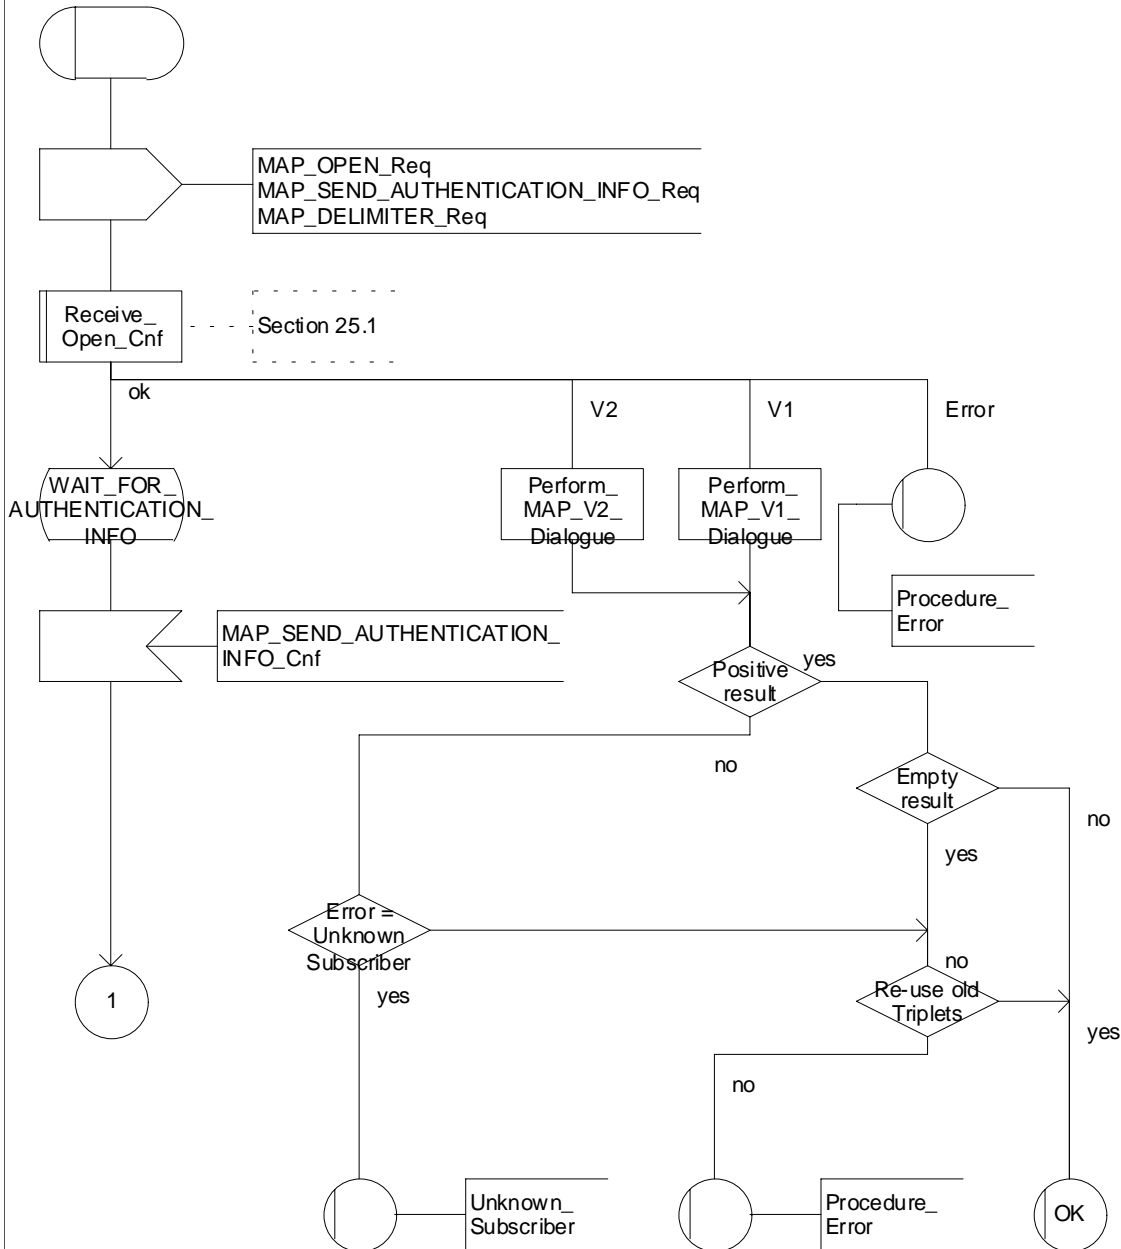 MAP_OPEN_Req
MAP_SEND_AUTHENTICATION_INFO_Req
MAP_DELIMITER_Req
Receive_
Open_Cnf
Section 25.1
ok
V2
V1
Error
WAIT_FOR_
AUTHENTICATION_
INFO
Perform_
MAP_V2_
Dialogue
Perform_
MAP_V1_
Dialogue
Procedure_
Error
MAP_SEND_AUTHENTICATION_
INFO_Cnf
Positive
result
yes
no
Empty
result
no
yes
Error =
Unknown
Subscriber
no
yes
1
Re-use old
Triplets
yes
no
Unknown_
Subscriber
Procedure_
Error
OK